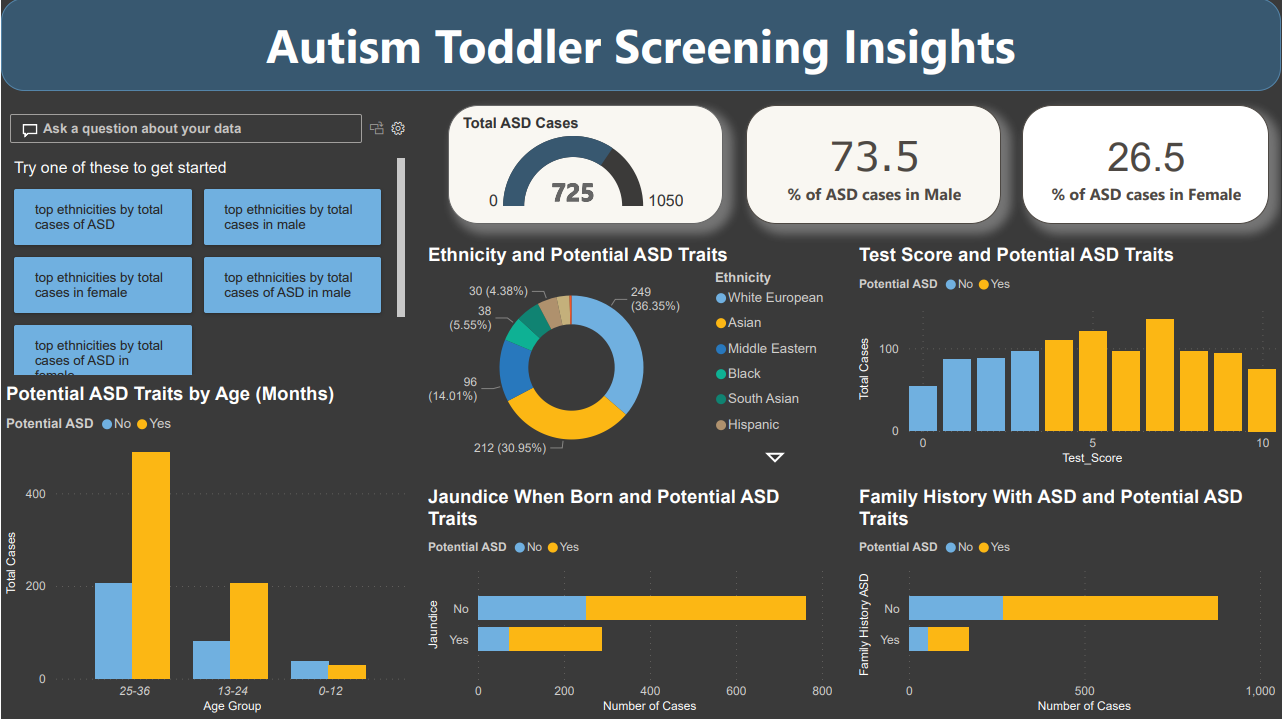 Autism Toddler Screening Insights
Ask a question about your data
Try one of these to get started
top ethnicities by total
cases of ASD
top ethnicities by total
cases in male
top ethnicities by total
cases in female
top ethnicities by total
cases of ASD in male
top ethnicities by total
cases of ASD in
female
Total ASD Cases
0
725
1050
73.5
% of ASD cases in Male
26.5
% of ASD cases in Female
Ethnicity and Potential ASD Traits
30 (4.38%)
38
(5.55%)
96
(14.01%)
212 (30.95%)
249
(36.35%)
Ethnicity
White European
Asian
Middle Eastern
Black
South Asian
Hispanic
Test Score and Potential ASD Traits
Potential ASD No Yes
Total Cases
100
0
0 5 10
Test_Score
Potential ASD Traits by Age (Months)
Potential ASD No Yes
Total Cases
400
200
0
25-36 13-24 0-12
Age Group
Jaundice When Born and Potential ASD
Traits
Potential ASD No Yes
Jaundice
No
Yes
0 200 400 600 800
Number of Cases
Family History With ASD and Potential ASD
Traits
Potential ASD No Yes
Family History ASD
No
Yes
0 500 1,000
Number of Cases